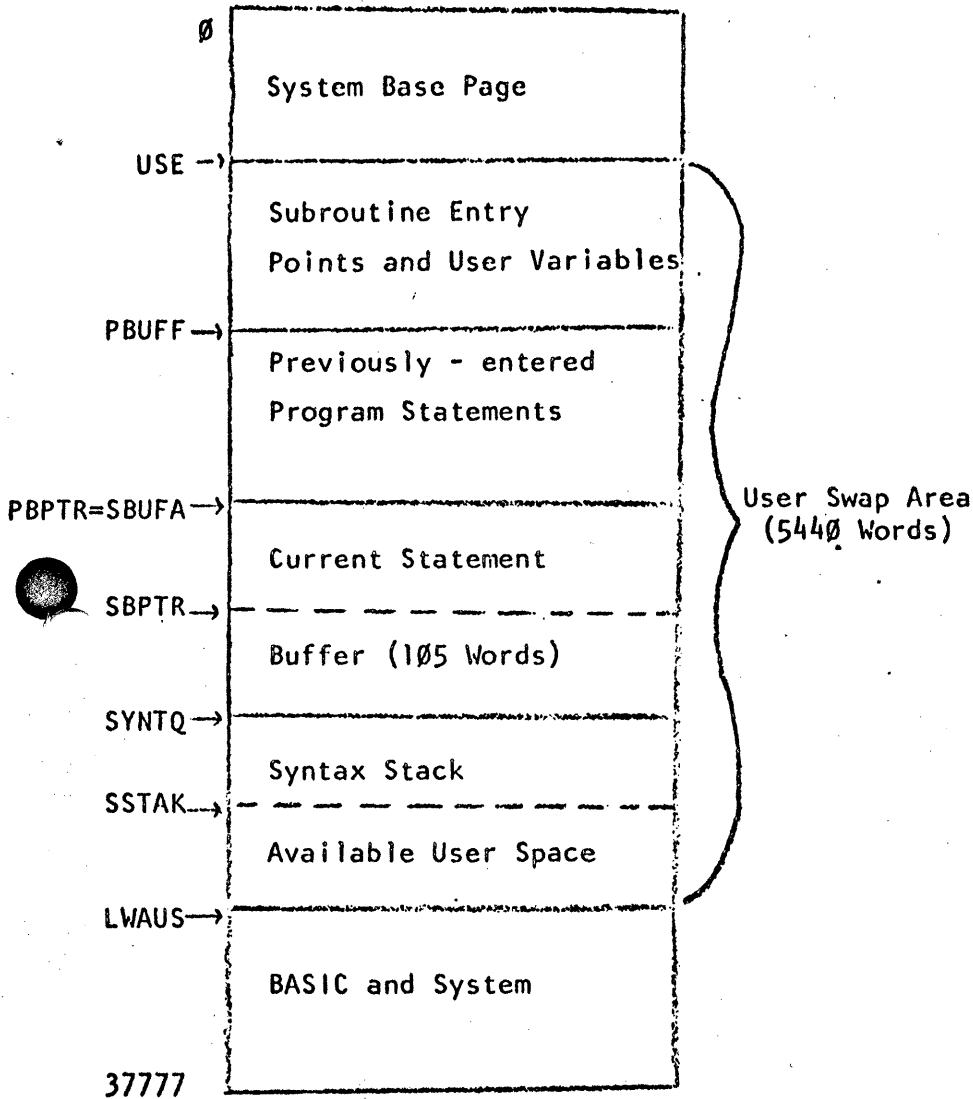 Ø
System Base Page
USE
Subroutine Entry
Points and User Variables
PBUFF
Previously - entered
Program Statements
PBPTR=SBUFA
User Swap Area
(544Ø Words)
Current Statement
SBPTR
Buffer (1Ø5 Words)
SYNTQ
Syntax Stack
SSTAK
Available User Space
LWAUS
BASIC and System
37777